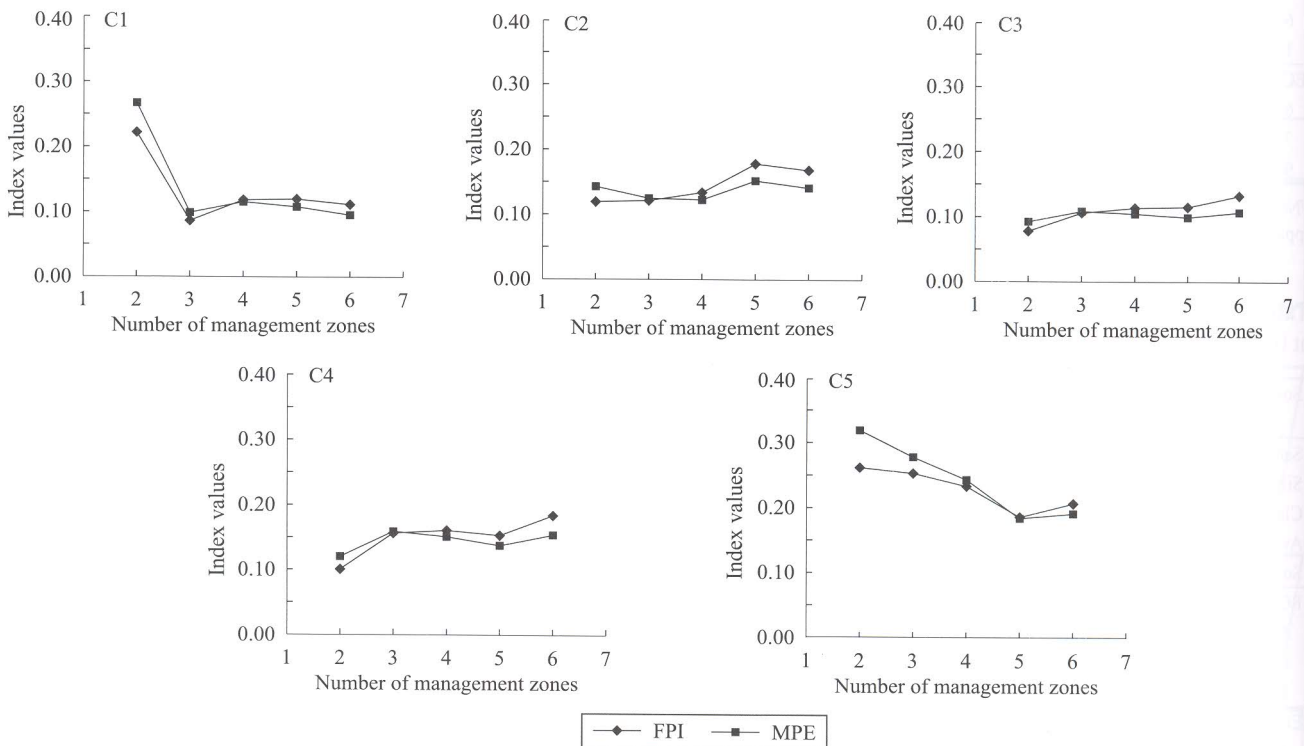 C1
0.40
0.30
0.20
0.10
0.00
Index values
1 2 3 4 5 6 7
Number of management zones
C2
0.40
0.30
0.20
0.10
0.00
Index values
1 2 3 4 5 6 7
Number of management zones
C3
0.40
0.30
0.20
0.10
0.00
Index values
1 2 3 4 5 6 7
Number of management zones
C4
0.40
0.30
0.20
0.10
0.00
Index values
1 2 3 4 5 6 7
Number of management zones
C5
0.40
0.30
0.20
0.10
0.00
Index values
1 2 3 4 5 6 7
Number of management zones
FPI MPE